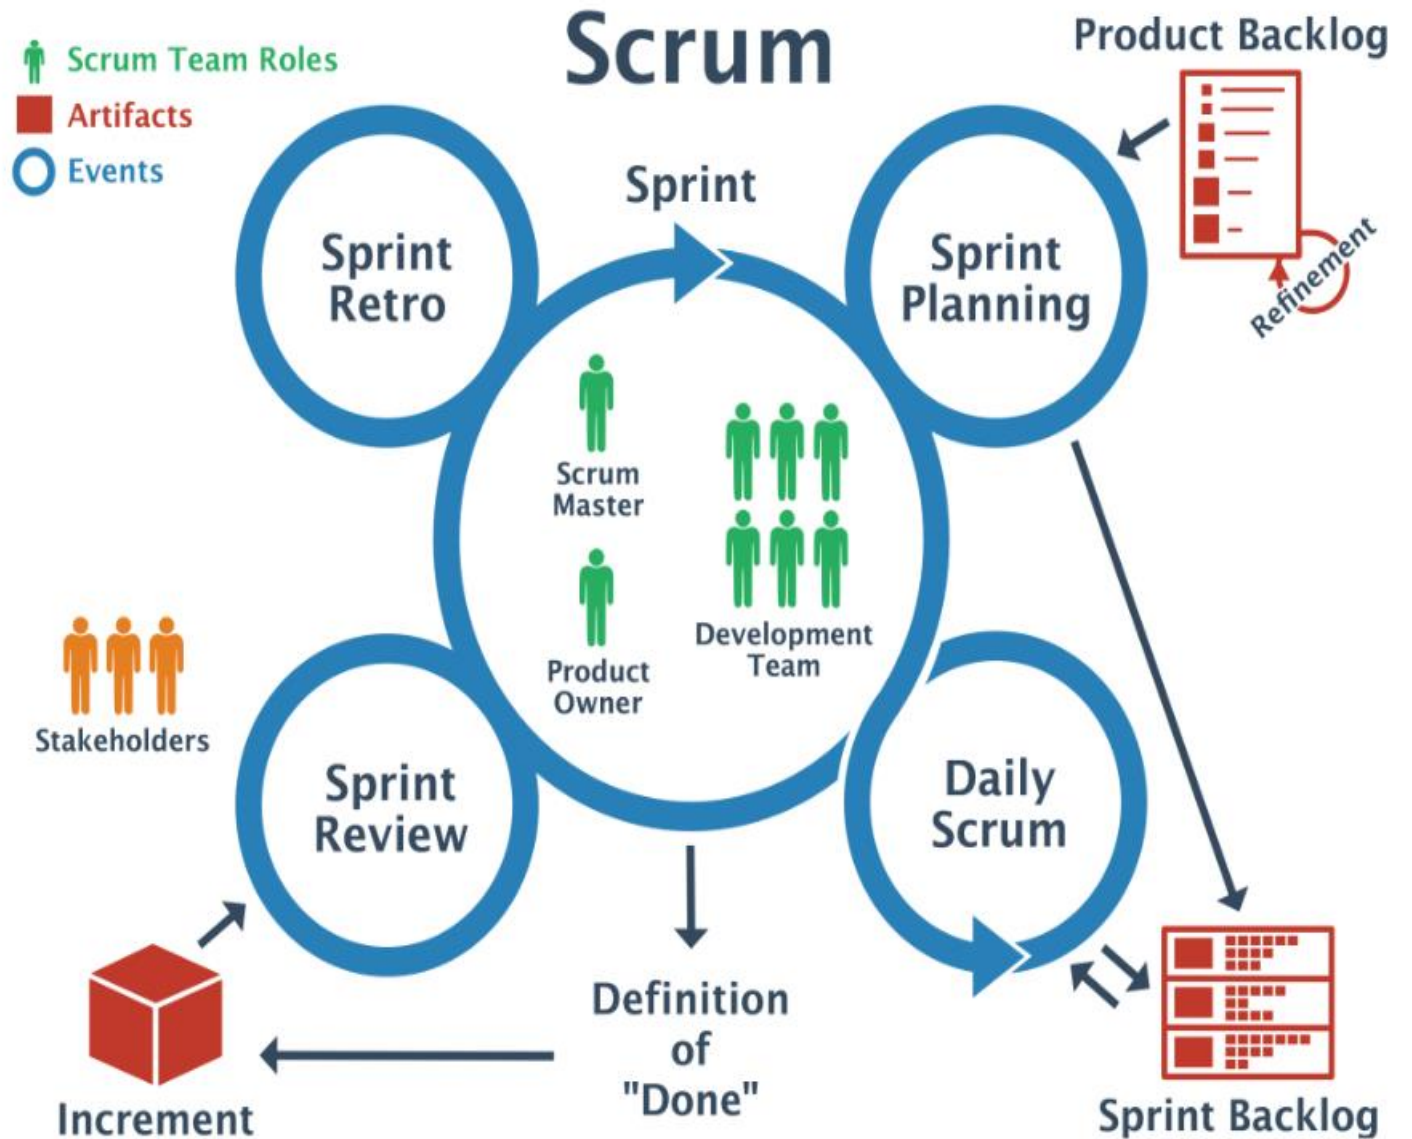 Scrum
Scrum Team Roles
Artifacts
Events
Product Backlog
Refinement
Sprint
Sprint
Retro
Sprint
Planning
Scrum
Master
Product
Owner
Development
Team
Stakeholders
Sprint
Review
Daily
Scrum
Definition
of
"Done"
Increment
Sprint Backlog